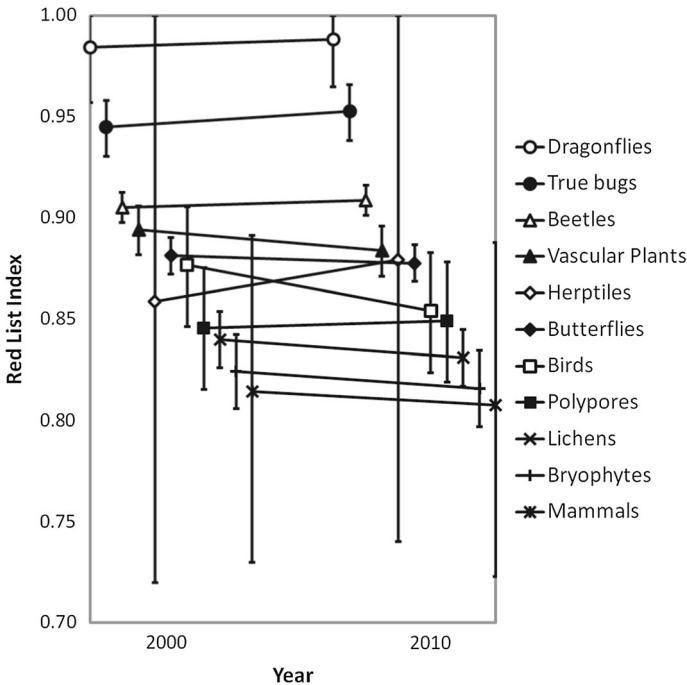 1.00
0.95
0.90
0.85
0.80
0.75
0.70
Red List Index
2000 2010
Year
Dragonflies
True bugs
Beetles
Vascular Plants
Herptiles
Butterflies
Birds
Polypores
Lichens
Bryophytes
Mammals